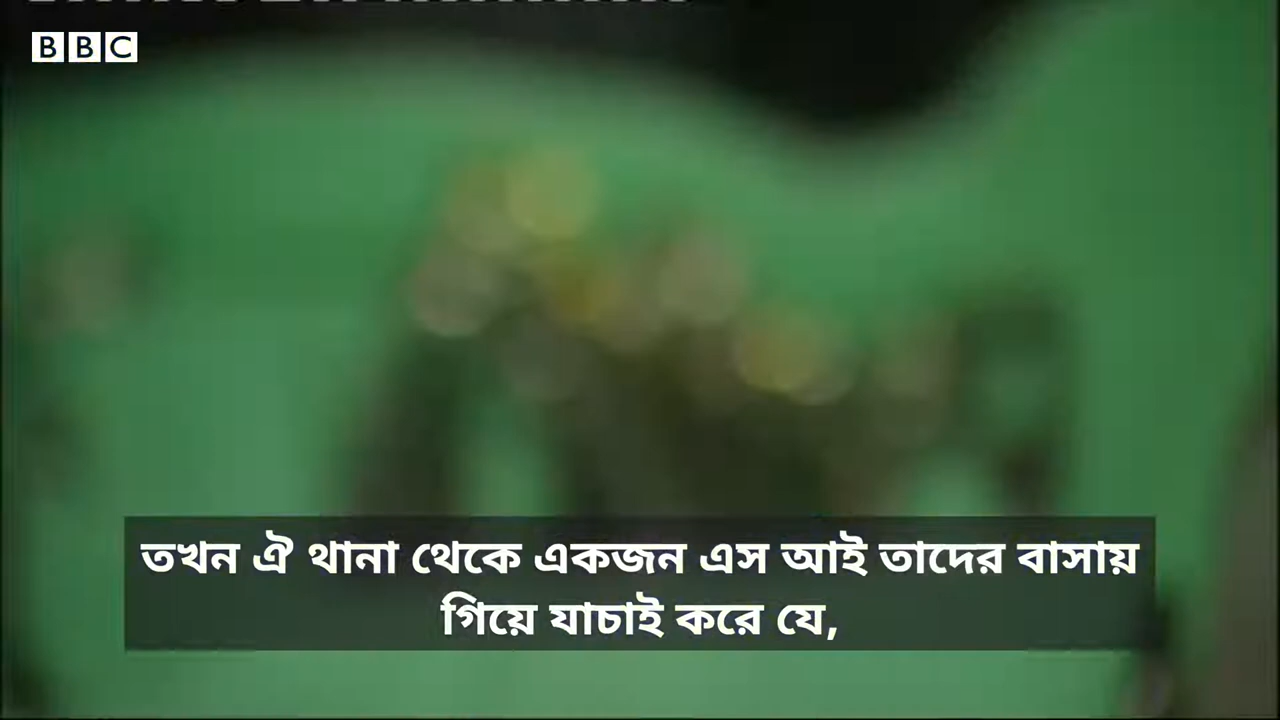 BBC
তখন ঐ থানা থেকে একজন এস আই তাদের বাসায়
গিয়ে যাচাই করে যে,